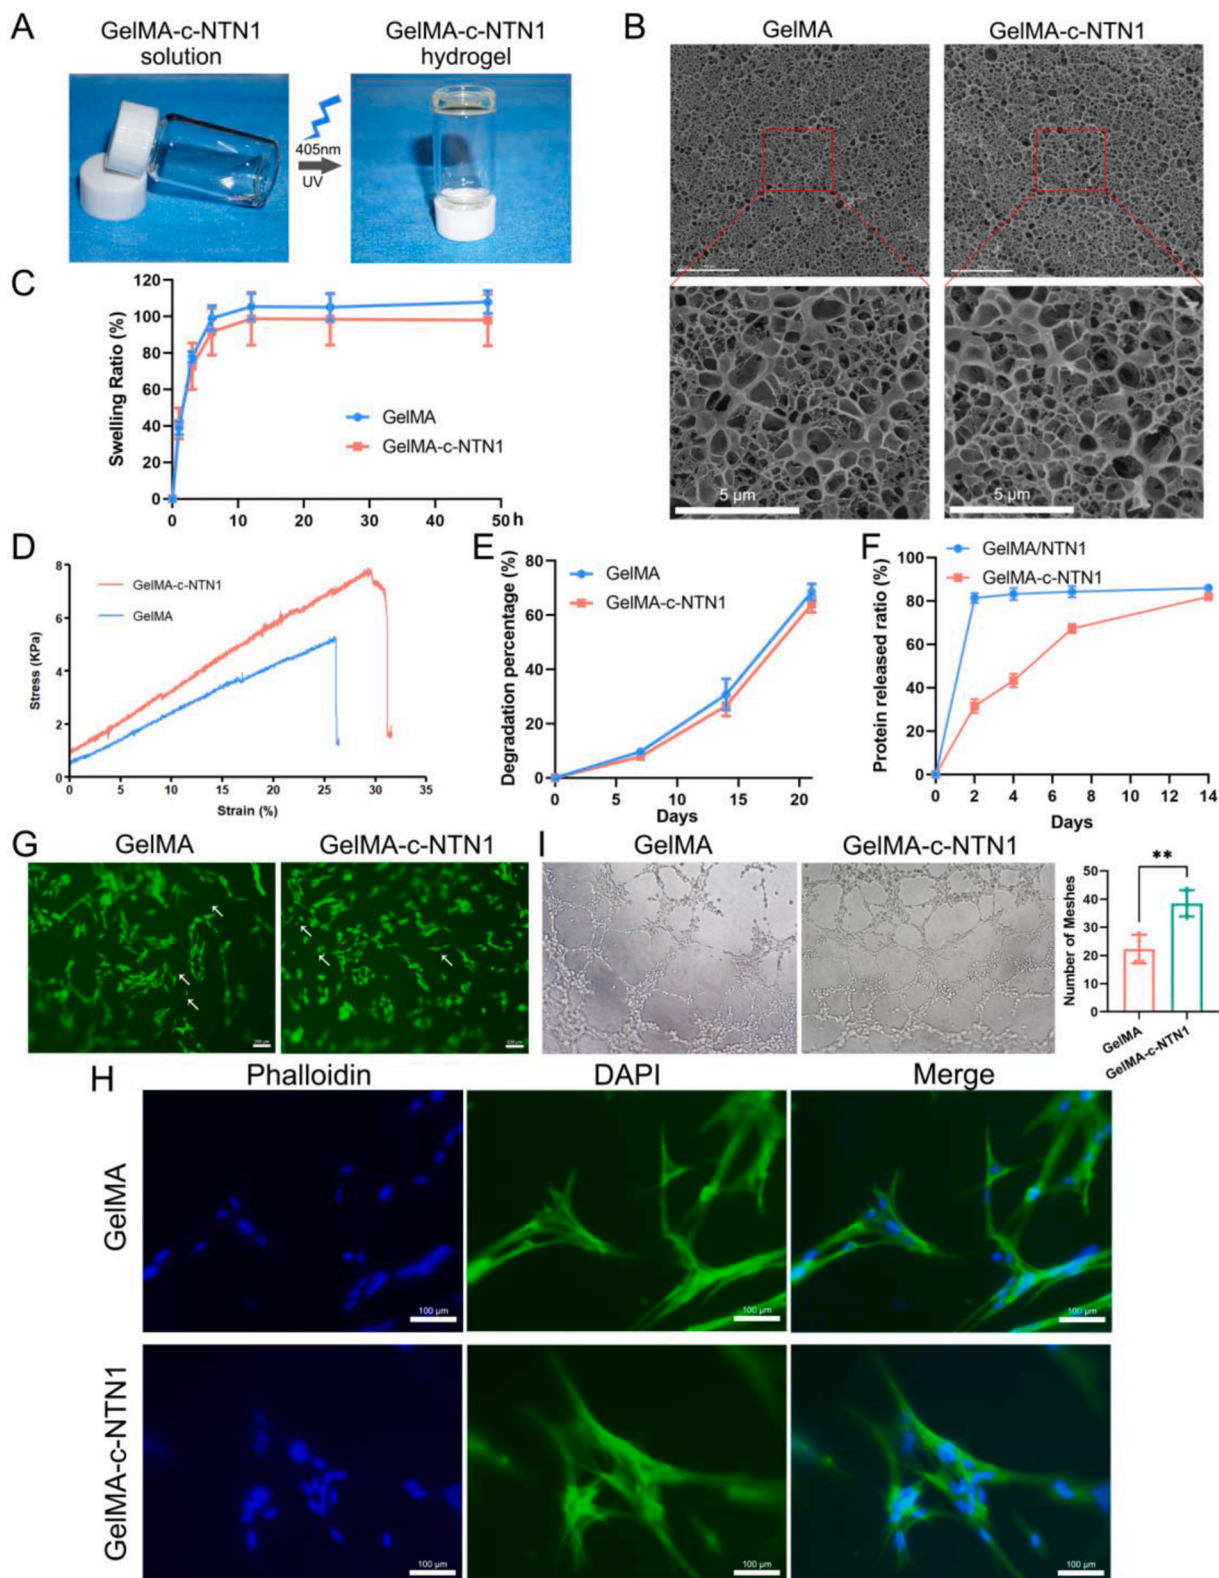 A
GelMA-c-NTN1
solution
GelMA-c-NTN1
hydrogel
405nm
UV
B
GelMA
GelMA-c-NTN1
5 µm
5 µm
C
Swelling Ratio (%)
120
100
80
60
40
20
0
0
10
20
30
40
50 h
GelMA
GelMA-c-NTN1
D
Stress (KPa)
8
6
4
2
0
0
5
10
15
20
25
30
35
Strain (%)
GelMA-c-NTN1
GelMA
E
Degradation percentage (%)
80
60
40
20
0
0
5
10
15
20
Days
GelMA
GelMA-c-NTN1
F
Protein released ratio (%)
100
80
60
40
20
0
0
2
4
6
8
10
12
14
Days
GelMA/NTN1
GelMA-c-NTN1
G
GelMA
GelMA-c-NTN1
200 µm
200 µm
I
GelMA
GelMA-c-NTN1
**
Number of Meshes
50
40
30
20
10
0
GelMA
GelMA-c-NTN1
H
Phalloidin
DAPI
Merge
GelMA
100 µm
100 µm
100 µm
GelMA-c-NTN1
100 µm
100 µm
100 µm